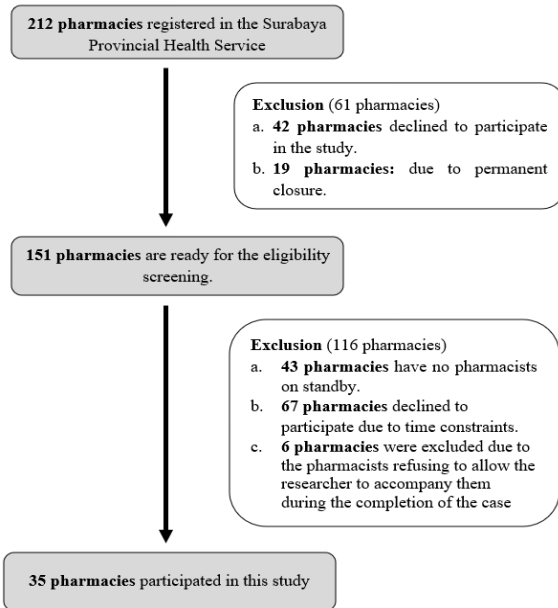 212 pharmacies registered in the Surabaya
Provincial Health Service
Exclusion (61 pharmacies)
a. 42 pharmacies declined to participate
in the study.
b. 19 pharmacies: due to permanent
closure.
151 pharmacies are ready for the eligibility
screening.
Exclusion (116 pharmacies)
a. 43 pharmacies have no pharmacists
on standby.
b. 67 pharmacies declined to
participate due to time constraints.
c. 6 pharmacies were excluded due to
the pharmacists refusing to allow the
researcher to accompany them
during the completion of the case
35 pharmacies participated in this study